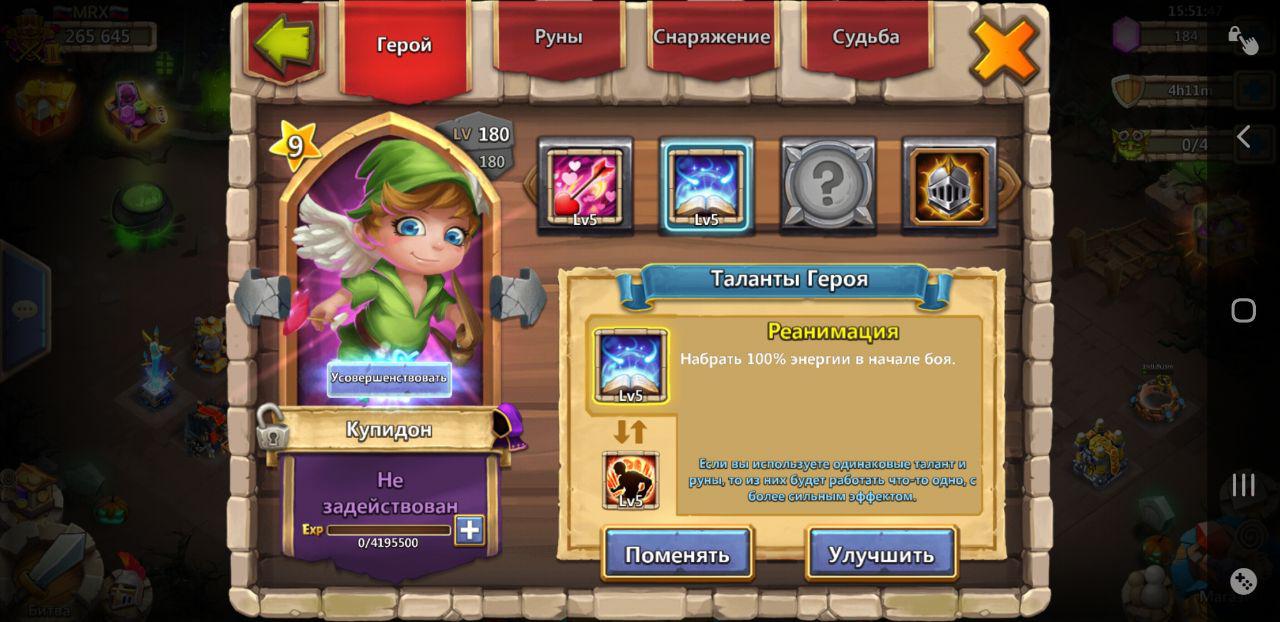 MRX
265 645
Герой
Руны
Снаряжение
Судьба
15:51:47
184
4h11m
0/4
9
LV 180
180
Lv5
Lv5
Усовершенствовать
Купидон
Не
задействован
Exp
0/4195500
Таланты Героя
Реанимация
Набрать 100% энергии в начале боя.
Lv5
Lv5
Если вы используете одинаковые талант и
руны, то из них будет работать что-то одно, с
более сильным эффектом.
Поменять
Улучшить
Битва